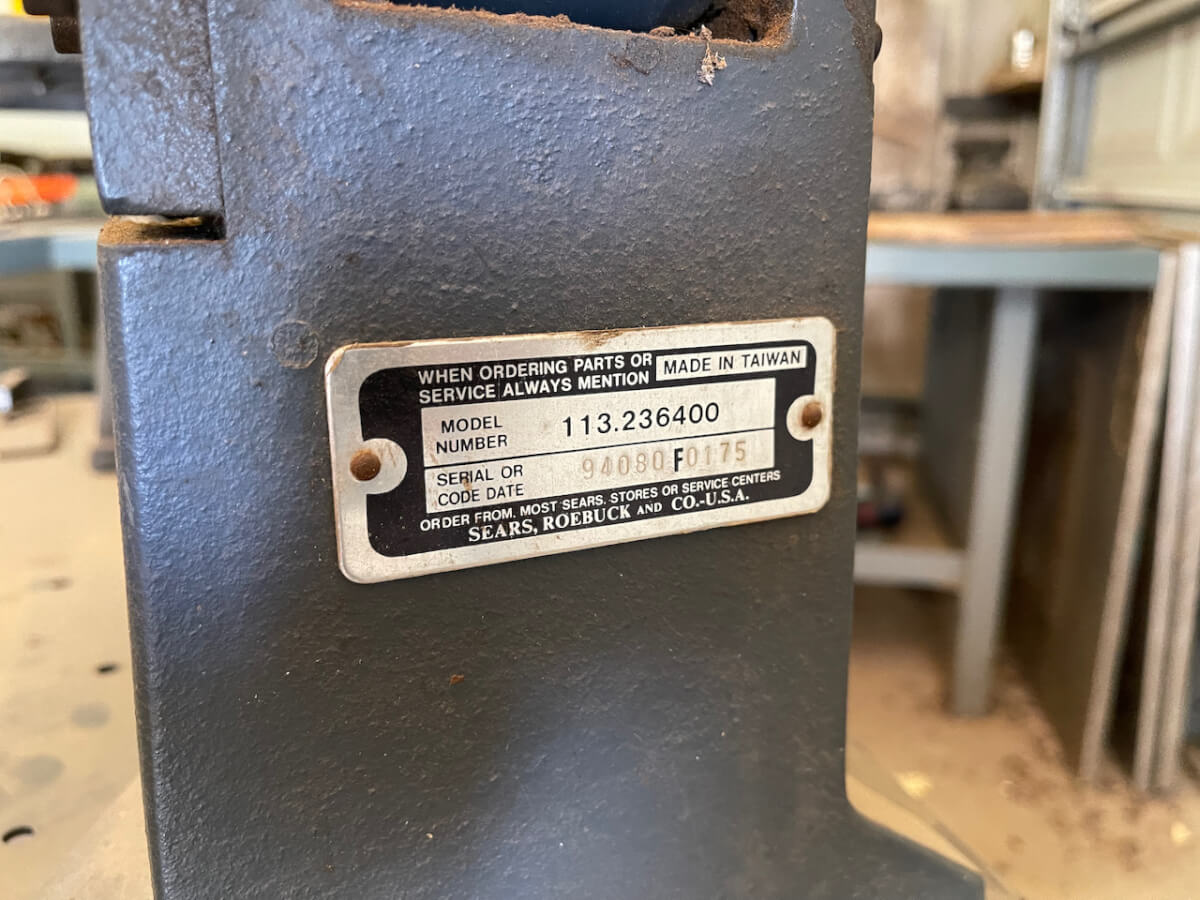 WHEN ORDERING PARTS OR
SERVICE ALWAYS MENTION
MADE IN TAIWAN
MODEL
NUMBER
113.236400
SERIAL OR
CODE DATE
94080 F0175
ORDER FROM. MOST SEARS. STORES OR SERVICE CENTERS
SEARS, ROEBUCK AND CO.-U.S.A.